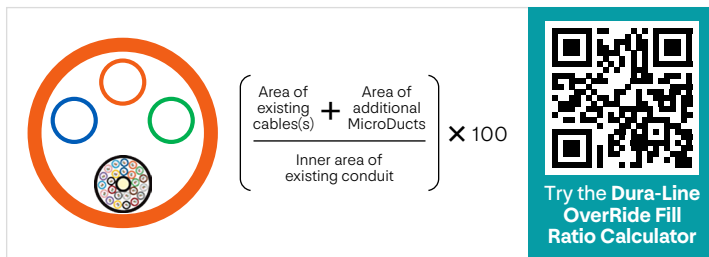 Area of
existing
cables(s)
+
Area of
additional
MicroDucts
Inner area of
existing conduit
× 100
Try the Dura-Line
OverRide Fill
Ratio Calculator